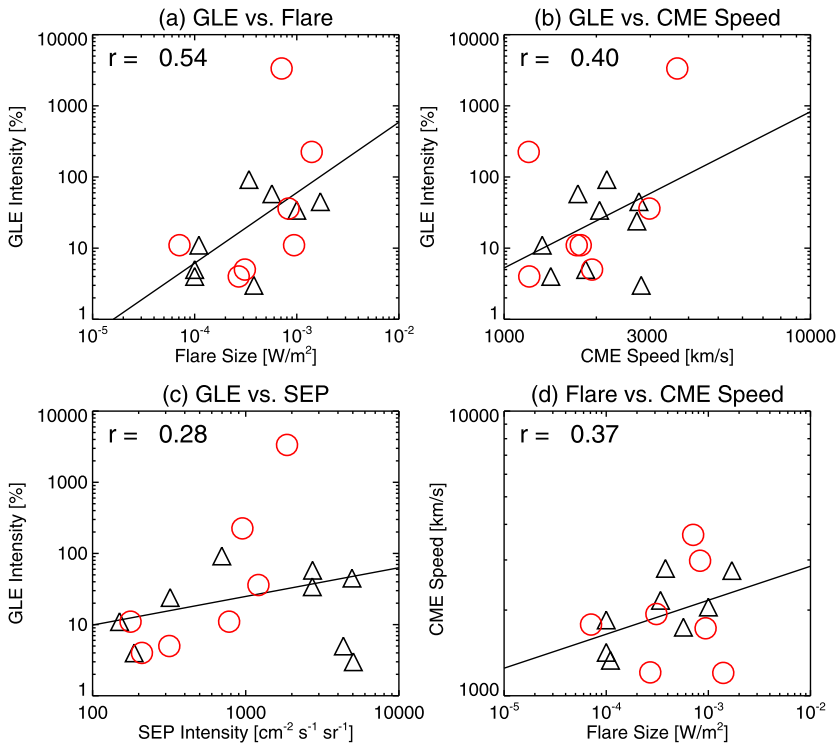 (a) GLE vs. Flare
r = 0.54
GLE Intensity [%]
10000
1000
100
10
1
10⁻⁵
10⁻⁴
10⁻³
10⁻²
Flare Size [W/m²]
(b) GLE vs. CME Speed
r = 0.40
GLE Intensity [%]
10000
1000
100
10
1
1000
3000
10000
CME Speed [km/s]
(c) GLE vs. SEP
r = 0.28
GLE Intensity [%]
10000
1000
100
10
1
100
1000
10000
SEP Intensity [cm⁻² s⁻¹ sr⁻¹]
(d) Flare vs. CME Speed
r = 0.37
CME Speed [km/s]
10000
1000
10⁻⁵
10⁻⁴
10⁻³
10⁻²
Flare Size [W/m²]